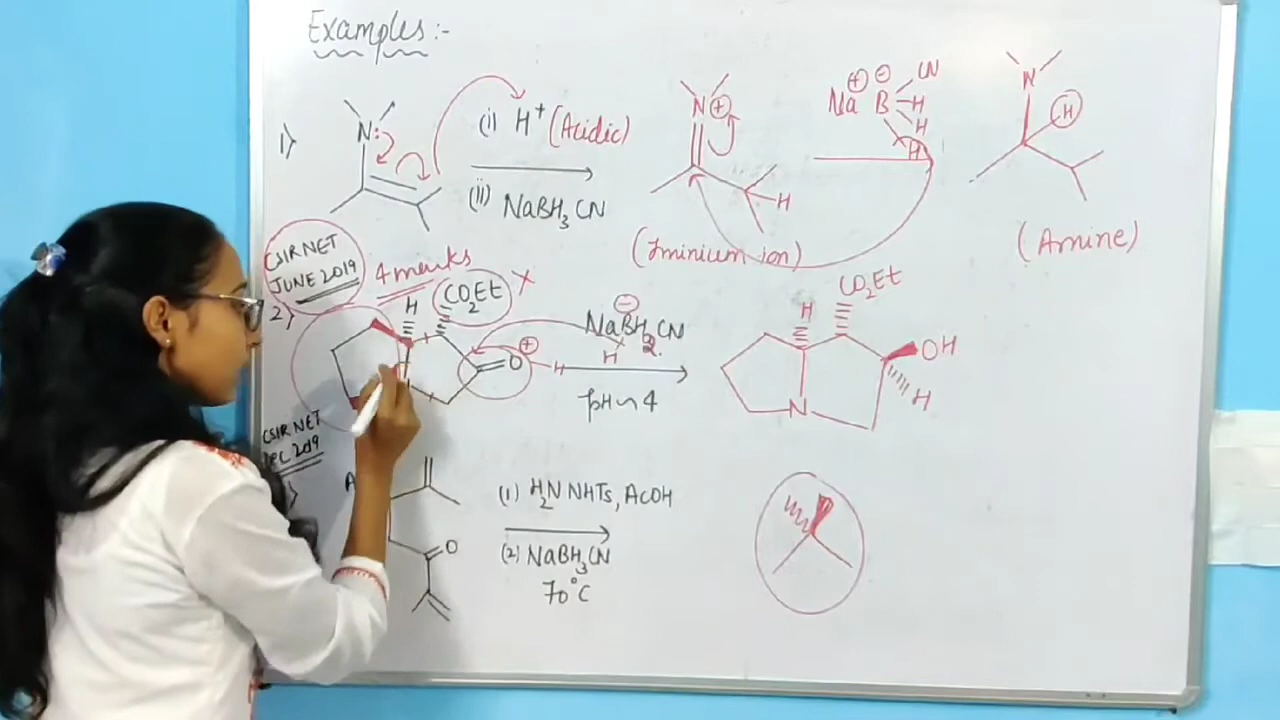 Examples:-
1)
N:
(i) H+ (Acidic)
(ii) NaBH3CN
N ⊕
H
(Iminium ion)
Na ⊕ B ⊖ CN
H
H
H
N
H
(Amine)
CSIR NET
JUNE 2019
4 marks
2)
H
CO2Et ×
O ⊕ H
NaBH2CN ⊖
H
pH ~ 4
H
CO2Et
OH
H
N
CSIR NET
DEC 2019
O
(1) H2N NHTs, AcOH
(2) NaBH3CN
70°C